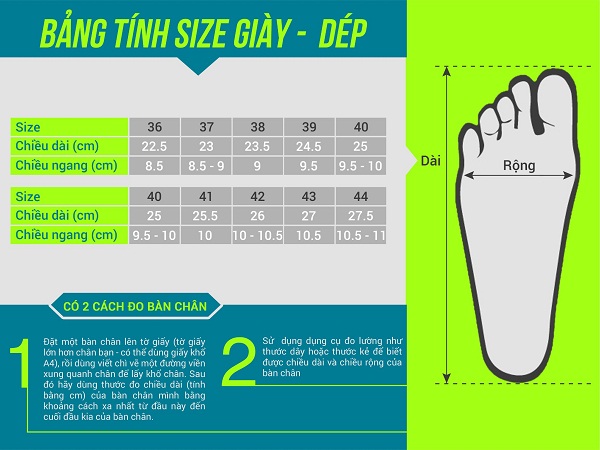 BẢNG TÍNH SIZE GIÀY - DÉP
Size 36 37 38 39 40
Chiều dài (cm) 22.5 23 23.5 24.5 25
Chiều ngang (cm) 8.5 8.5 - 9 9 9.5 9.5 - 10
Size 40 41 42 43 44
Chiều dài (cm) 25 25.5 26 27 27.5
Chiều ngang (cm) 9.5 - 10 10 10 - 10.5 10.5 10.5 - 11
Dài
Rộng
CÓ 2 CÁCH ĐO BÀN CHÂN
1
Đặt một bàn chân lên tờ giấy (tờ giấy
lớn hơn chân bạn - có thể dùng giấy khổ
A4), rồi dùng viết chì vẽ một đường viền
xung quanh chân để lấy khổ chân. Sau
đó hãy dùng thước đo chiều dài (tính
bằng cm) của bàn chân mình bằng
khoảng cách xa nhất từ đầu này đến
cuối đầu kia của bàn chân.
2
Sử dụng dụng cụ đo lường như
thước dây hoặc thước kẻ để biết
được chiều dài và chiều rộng của
bàn chân